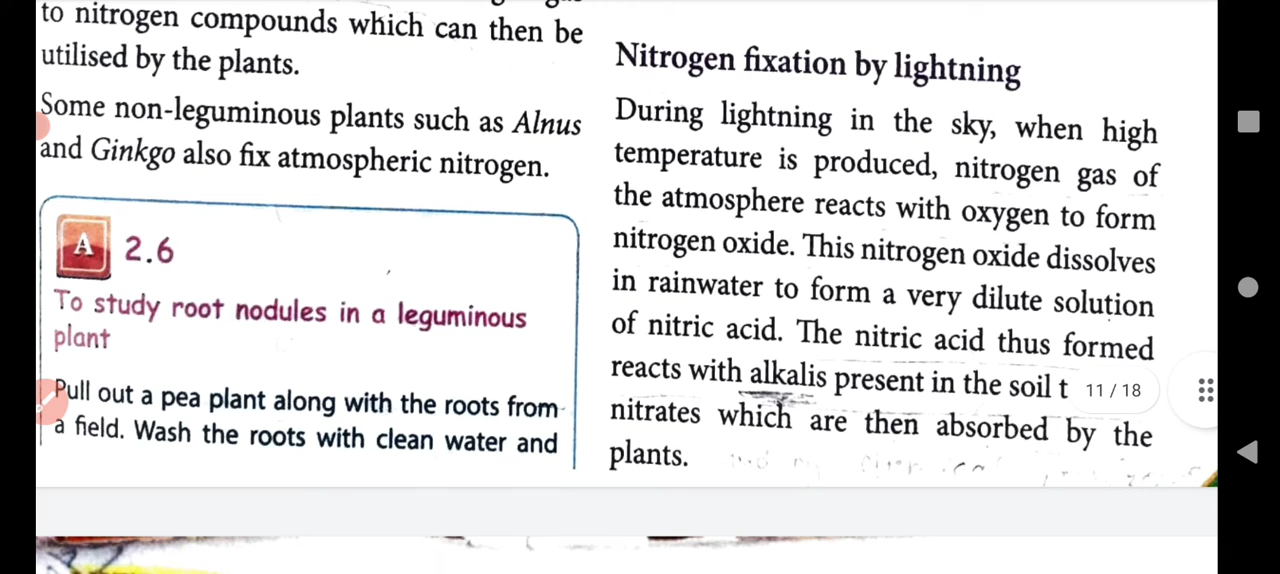 to nitrogen compounds which can then be
utilised by the plants.
Some non-leguminous plants such as Alnus
and Ginkgo also fix atmospheric nitrogen.
A 2.6
To study root nodules in a leguminous
plant
Pull out a pea plant along with the roots from
a field. Wash the roots with clean water and
Nitrogen fixation by lightning
During lightning in the sky, when high
temperature is produced, nitrogen gas of
the atmosphere reacts with oxygen to form
nitrogen oxide. This nitrogen oxide dissolves
in rainwater to form a very dilute solution
of nitric acid. The nitric acid thus formed
reacts with alkalis present in the soil t
nitrates which are then absorbed by the
plants.
11 / 18